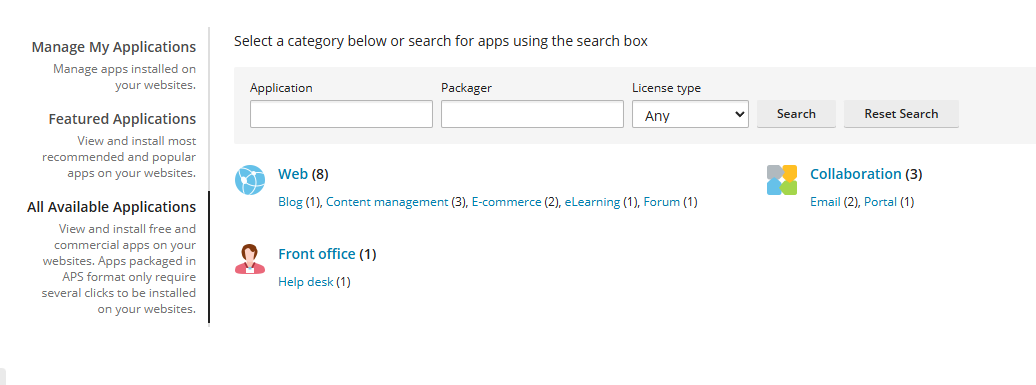 Manage My Applications
Manage apps installed on
your websites.
Featured Applications
View and install most
recommended and popular
apps on your websites.
All Available Applications
View and install free and
commercial apps on your
websites. Apps packaged in
APS format only require
several clicks to be installed
on your websites.
Select a category below or search for apps using the search box
Application Packager License type
Any Search Reset Search
Web (8)
Blog (1), Content management (3), E-commerce (2), eLearning (1), Forum (1)
Collaboration (3)
Email (2), Portal (1)
Front office (1)
Help desk (1)